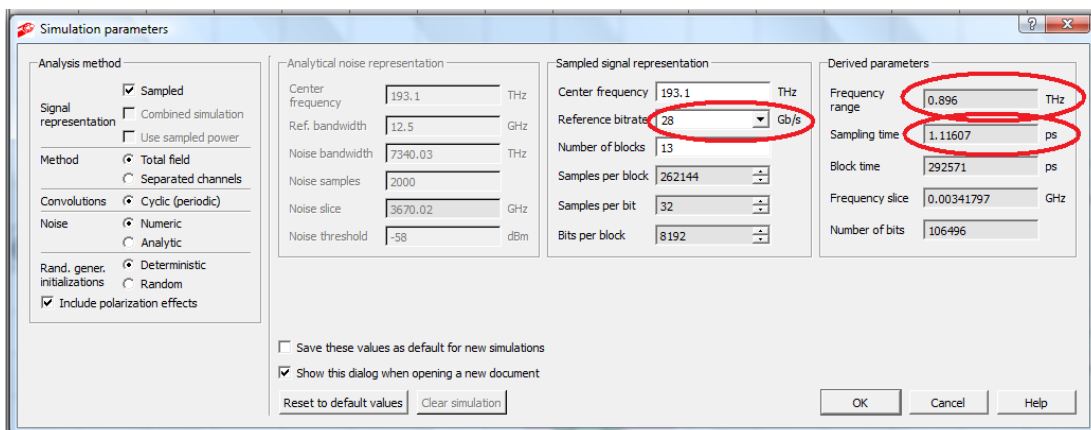 Simulation parameters
Analysis method
Signal representation
Sampled
Combined simulation
Use sampled power
Method
Total field
Separated channels
Convolutions
Cyclic (periodic)
Noise
Numeric
Analytic
Rand. gener. initializations
Deterministic
Random
Include polarization effects
Analytical noise representation
Center frequency 193.1 THz
Ref. bandwidth 12.5 GHz
Noise bandwidth 7340.03 THz
Noise samples 2000
Noise slice 3670.02 GHz
Noise threshold -58 dBm
Sampled signal representation
Center frequency 193.1 THz
Reference bitrate 28 Gb/s
Number of blocks 13
Samples per block 262144
Samples per bit 32
Bits per block 8192
Derived parameters
Frequency range 0.896 THz
Sampling time 1.11607 ps
Block time 292571 ps
Frequency slice 0.00341797 GHz
Number of bits 106496
Save these values as default for new simulations
Show this dialog when opening a new document
Reset to default values Clear simulation OK Cancel Help